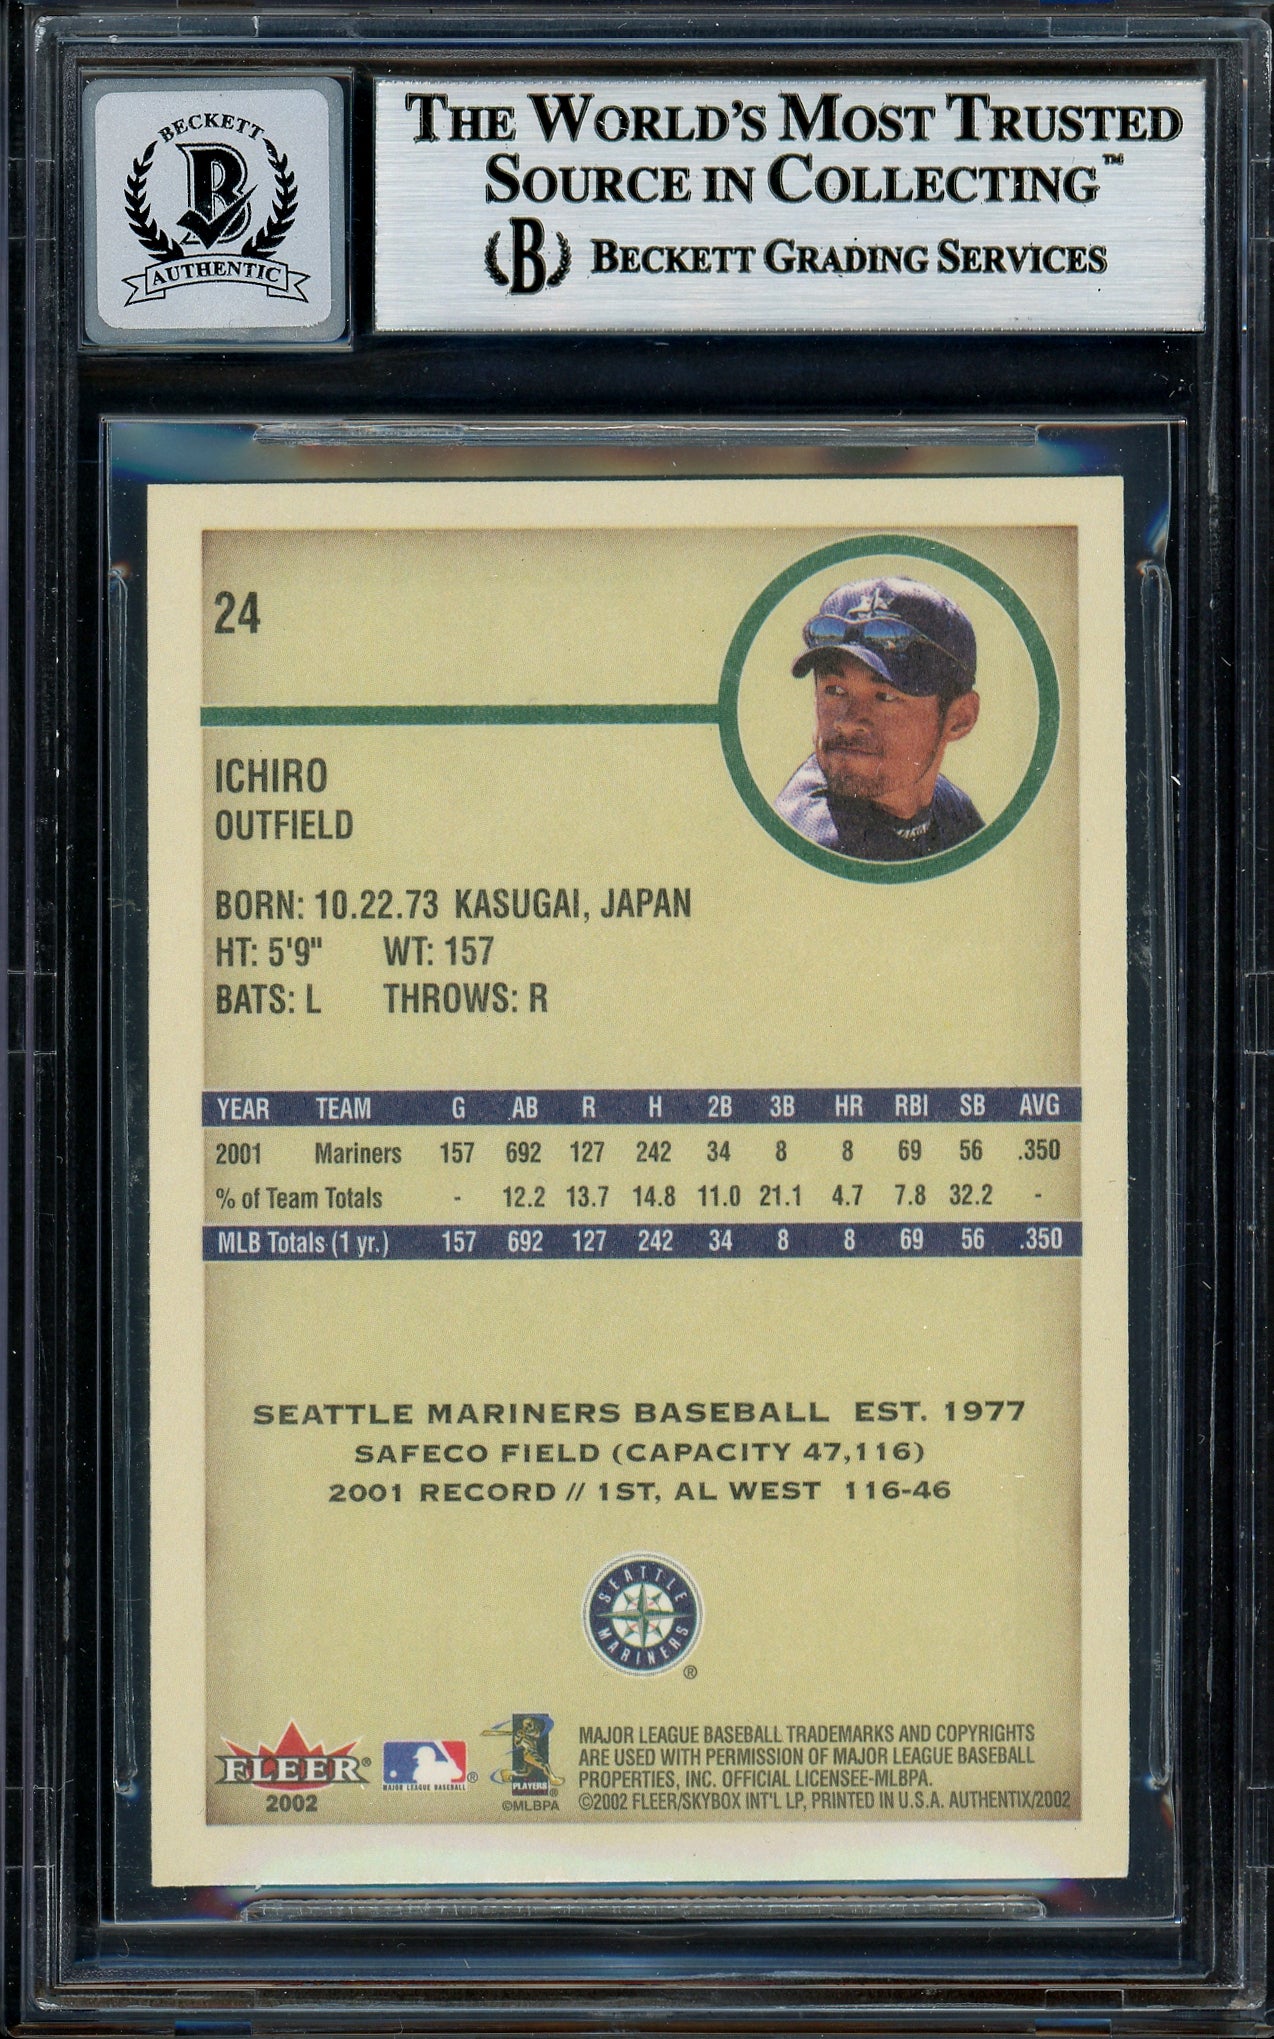 BECKETT
B
AUTHENTIC
THE WORLD'S MOST TRUSTED
SOURCE IN COLLECTING™
B BECKETT GRADING SERVICES
24
ICHIRO
OUTFIELD
BORN: 10.22.73 KASUGAI, JAPAN
HT: 5'9" WT: 157
BATS: L THROWS: R
YEAR TEAM G AB R H 2B 3B HR RBI SB AVG
2001 Mariners 157 692 127 242 34 8 8 69 56 .350
% of Team Totals - 12.2 13.7 14.8 11.0 21.1 4.7 7.8 32.2 -
MLB Totals (1 yr.) 157 692 127 242 34 8 8 69 56 .350
SEATTLE MARINERS BASEBALL EST. 1977
SAFECO FIELD (CAPACITY 47,116)
2001 RECORD // 1ST, AL WEST 116-46
SEATTLE
MARINERS
®
FLEER®
2002
MAJOR LEAGUE BASEBALL
®
PLAYERS
®
©MLBPA
MAJOR LEAGUE BASEBALL TRADEMARKS AND COPYRIGHTS
ARE USED WITH PERMISSION OF MAJOR LEAGUE BASEBALL
PROPERTIES, INC. OFFICIAL LICENSEE-MLBPA.
©2002 FLEER/SKYBOX INT'L LP, PRINTED IN U.S.A. AUTHENTIX/2002